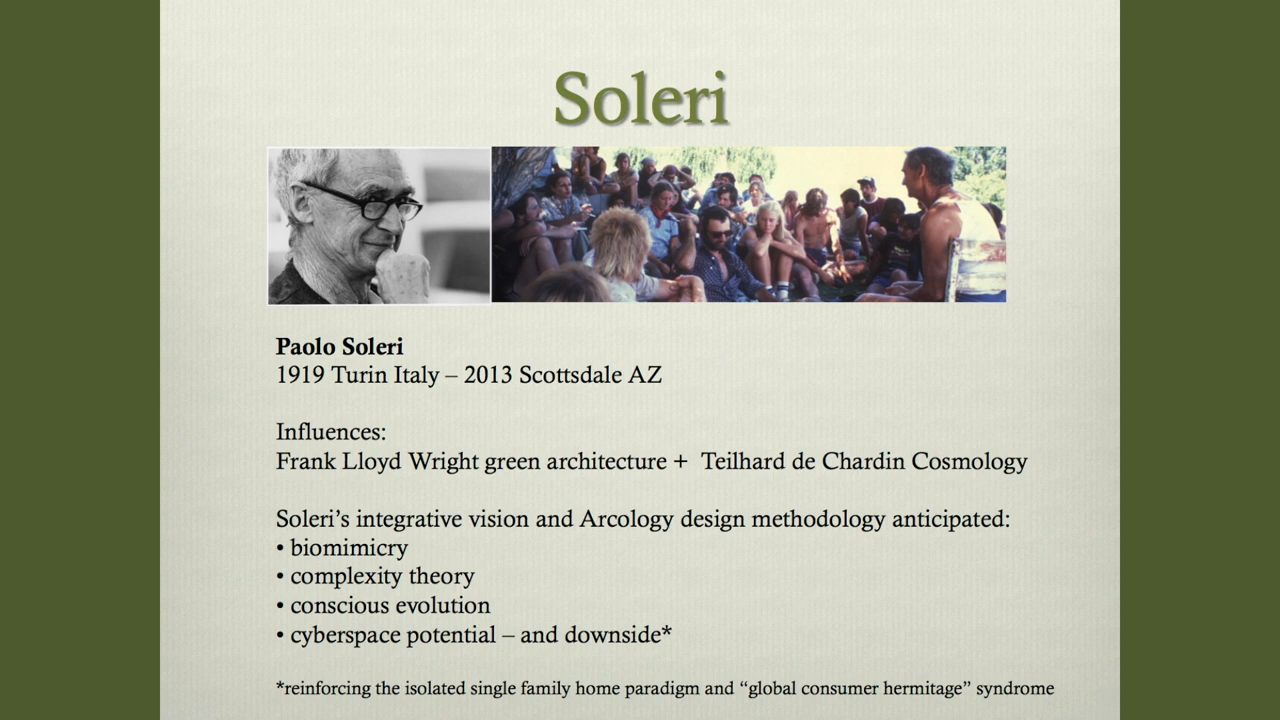 Soleri
Paolo Soleri
1919 Turin Italy – 2013 Scottsdale AZ
Influences:
Frank Lloyd Wright green architecture + Teilhard de Chardin Cosmology
Soleri’s integrative vision and Arcology design methodology anticipated:
• biomimicry
• complexity theory
• conscious evolution
• cyberspace potential – and downside*
*reinforcing the isolated single family home paradigm and “global consumer hermitage” syndrome